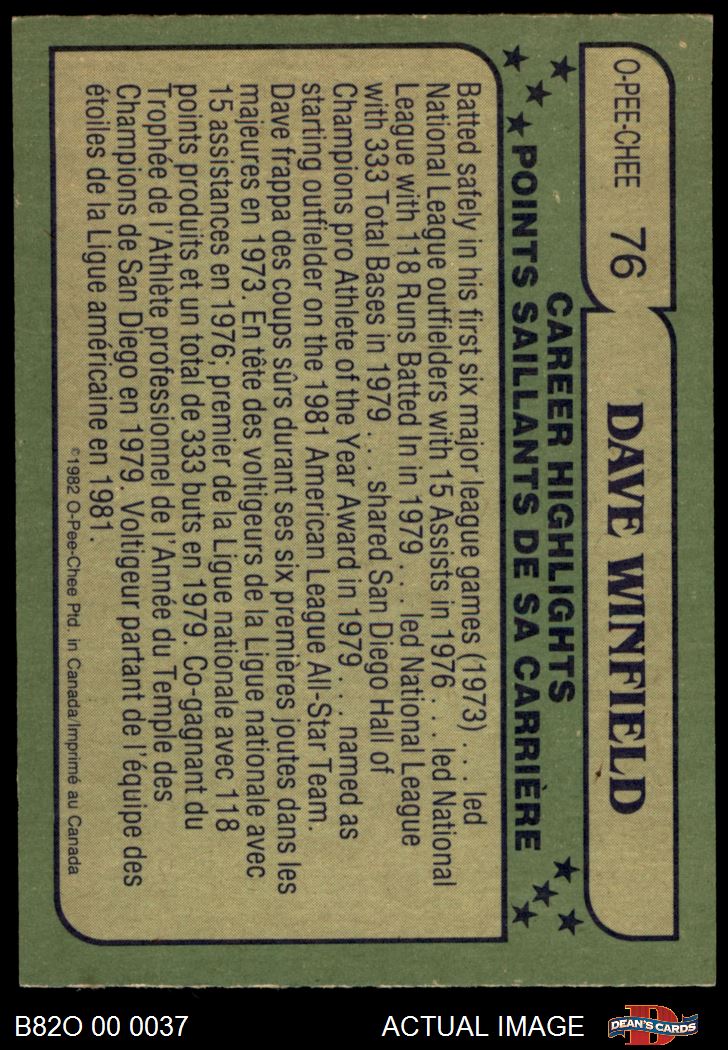 O-PEE-CHEE 76 DAVE WINFIELD
CAREER HIGHLIGHTS
POINTS SAILLANTS DE SA CARRIÈRE
Batted safely in his first six major league games (1973) . . . led
National League outfielders with 15 Assists in 1976 . . . led National
League with 118 Runs Batted In in 1979 . . . led National League
with 333 Total Bases in 1979 . . . shared San Diego Hall of
Champions pro Athlete of the Year Award in 1979 . . . named as
starting outfielder on the 1981 American League All-Star Team.
Dave frappa des coups sûrs durant ses six premières joutes dans les
majeures en 1973. En tête des voltigeurs de la Ligue nationale avec
15 assistances en 1976; premier de la Ligue nationale avec 118
points produits et un total de 333 buts en 1979. Co-gagnant du
Trophée de l'Athlète professionnel de l'Année du Temple des
Champions de San Diego en 1979. Voltigeur partant de l'équipe des
étoiles de la Ligue américaine en 1981.
©1982 O-Pee-Chee Ptd. in Canada/Imprimé au Canada
B82O 00 0037 ACTUAL IMAGE DEAN'S CARDS